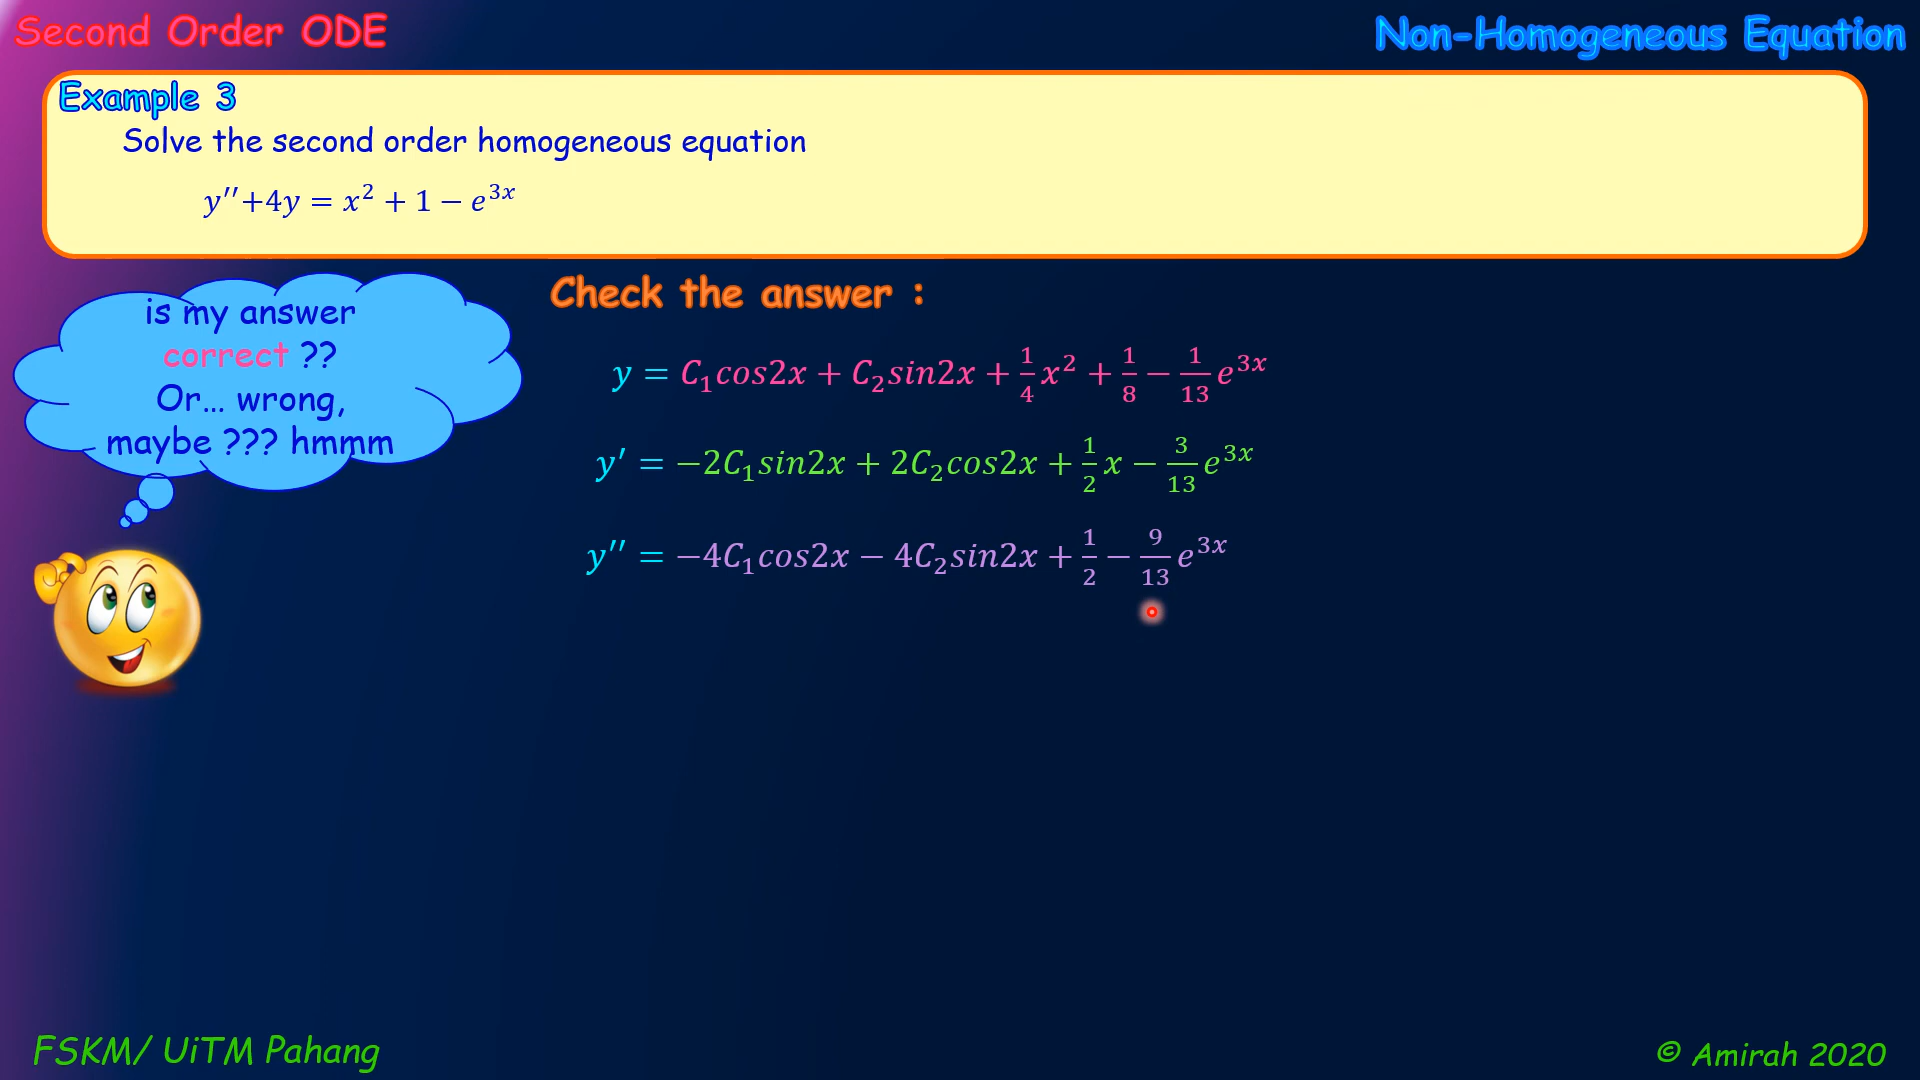 Second Order ODE
Non-Homogeneous Equation
Example 3
Solve the second order homogeneous equation
y′′+4y = x² + 1 − e³ˣ
is my answer
correct ??
Or... wrong,
maybe ??? hmmm
Check the answer :
y = C₁cos2x + C₂sin2x + 1/4 x² + 1/8 − 1/13 e³ˣ
y′ = −2C₁sin2x + 2C₂cos2x + 1/2 x − 3/13 e³ˣ
y′′ = −4C₁cos2x − 4C₂sin2x + 1/2 − 9/13 e³ˣ
FSKM/ UiTM Pahang
© Amirah 2020